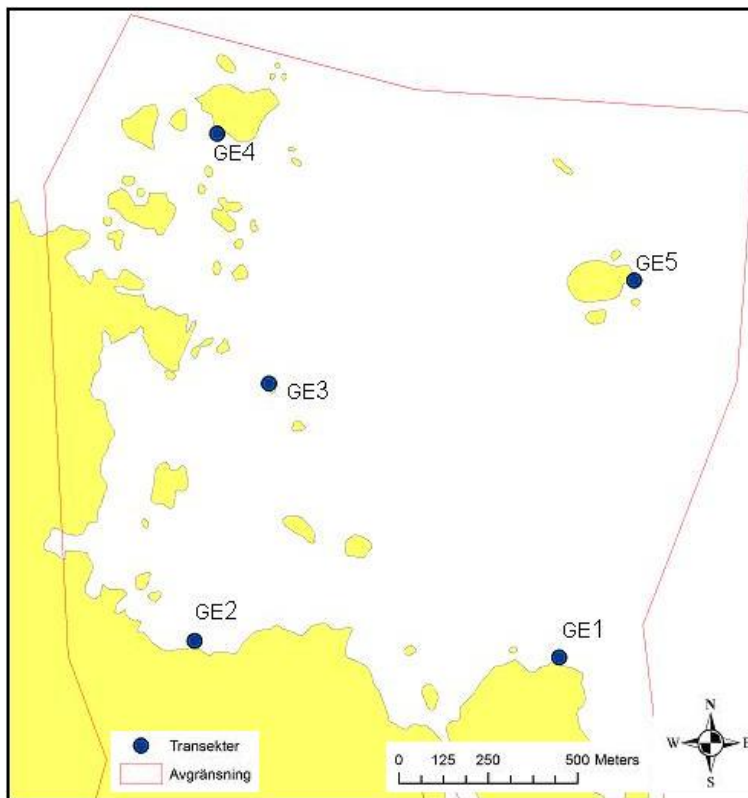 GE4
GE5
GE3
GE2
GE1
Transekter
Avgränsning
0 125 250 500 Meters
N
W E
S